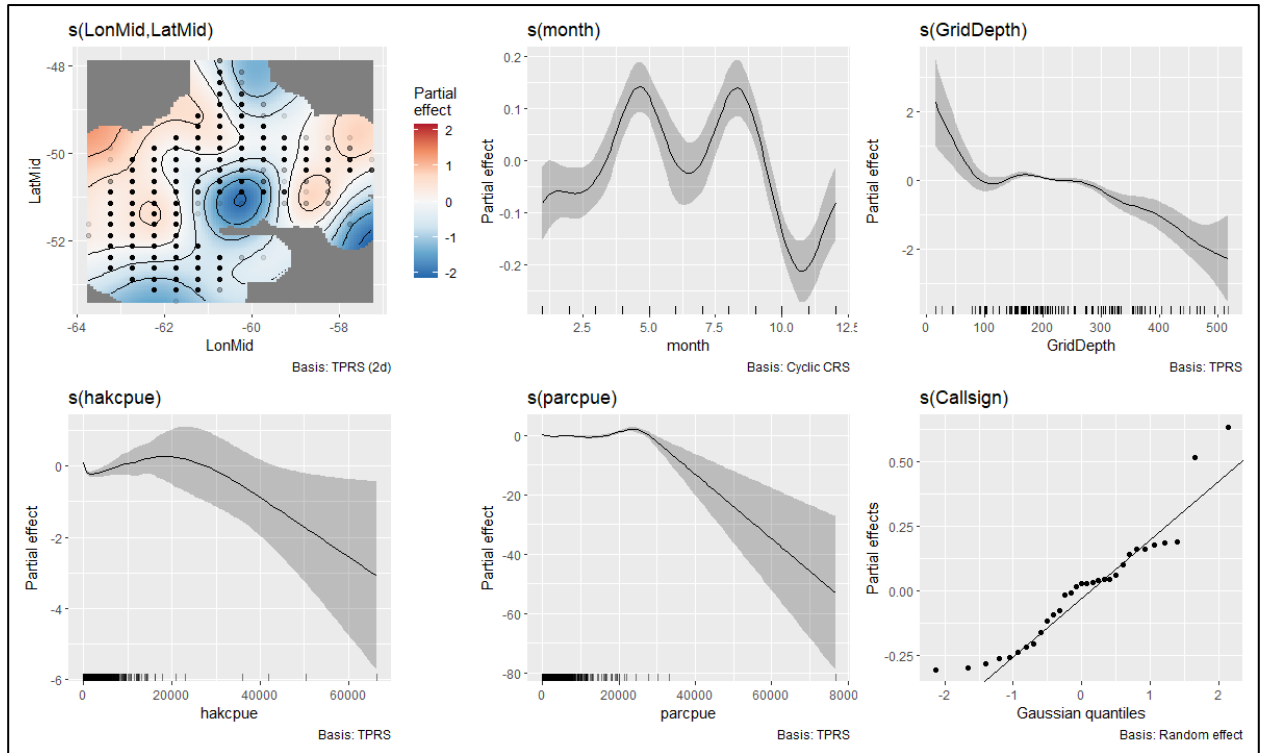 s(LonMid,LatMid)
-48
-50
-52
LatMid
-64
-62
-60
-58
LonMid
Basis: TPRS (2d)
Partial
effect
2
1
0
-1
-2
s(month)
0.2
0.1
0.0
-0.1
-0.2
Partial effect
2.5
5.0
7.5
10.0
12.5
month
Basis: Cyclic CRS
s(GridDepth)
2
0
-2
Partial effect
0
100
200
300
400
500
GridDepth
Basis: TPRS
s(hakcpue)
0
-2
-4
-6
Partial effect
0
20000
40000
60000
hakcpue
Basis: TPRS
s(parcpue)
0
-20
-40
-60
-80
Partial effect
0
20000
40000
60000
8000
parcpue
Basis: TPRS
s(Callsign)
0.50
0.25
0.00
-0.25
Partial effects
-2
-1
0
1
2
Gaussian quantiles
Basis: Random effect